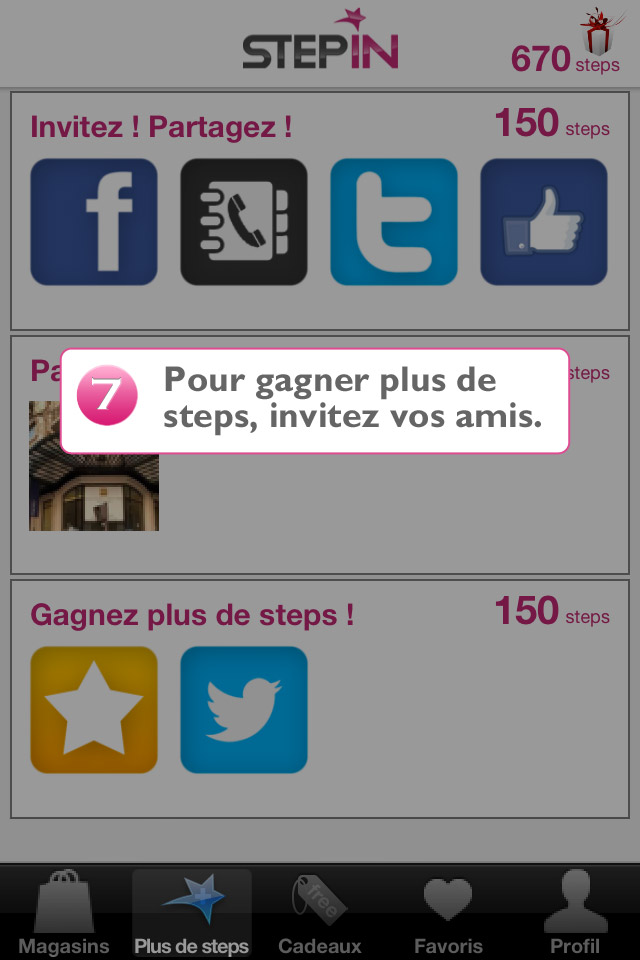 STEPIN
670 steps
Invitez ! Partagez !
150 steps
Pa
steps
7
Pour gagner plus de
steps, invitez vos amis.
Gagnez plus de steps !
150 steps
free
Magasins
Plus de steps
Cadeaux
Favoris
Profil